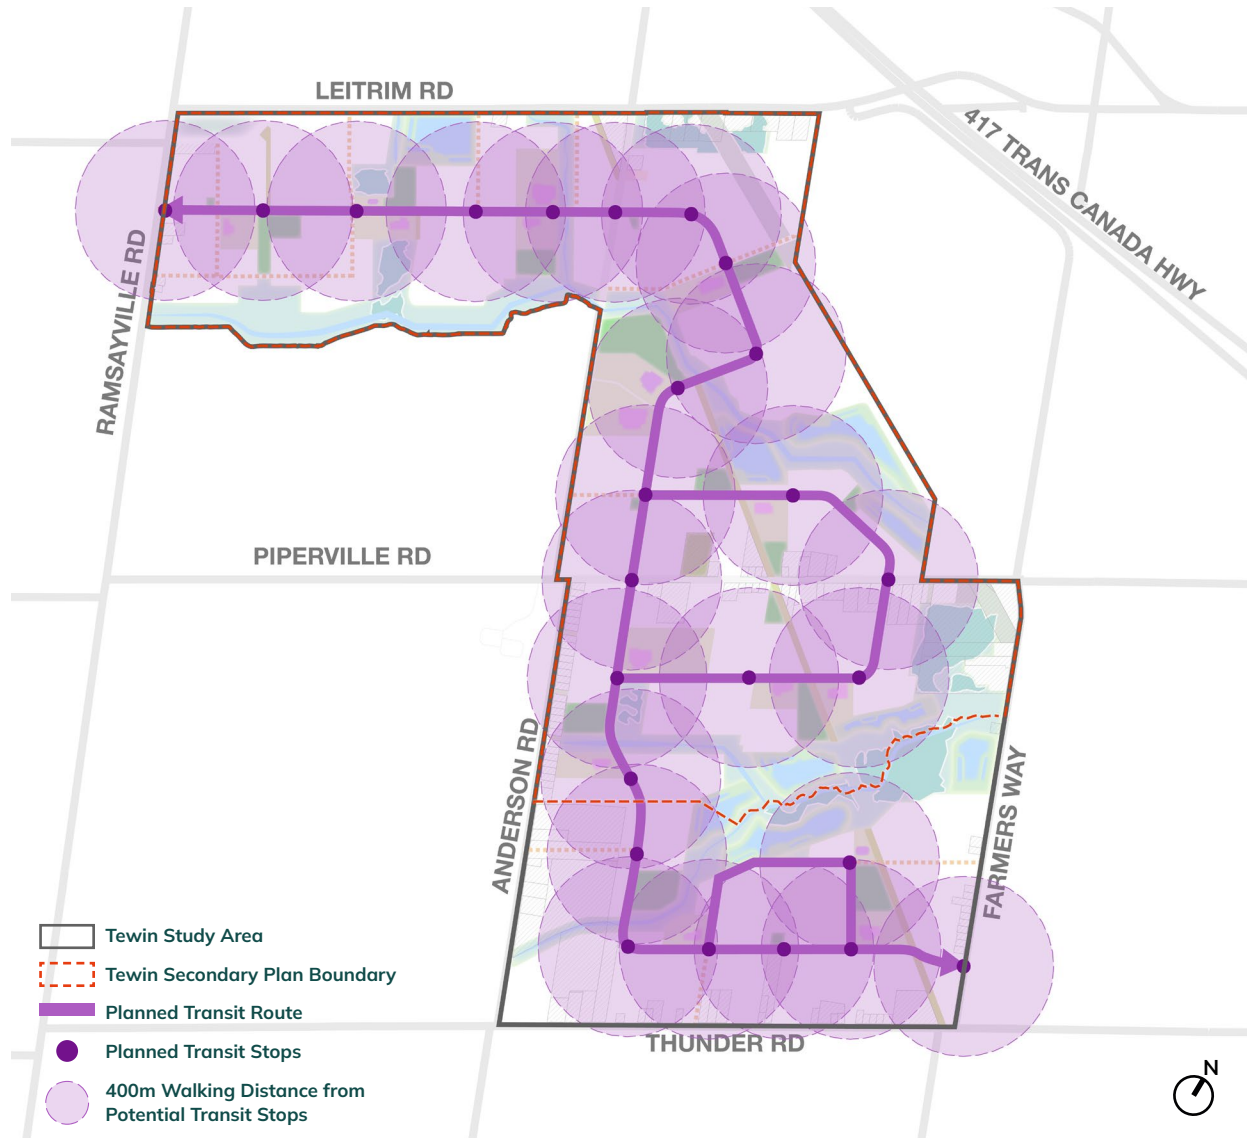 LEITRIM RD
417 TRANS CANADA HWY
RAMSAYVILLE RD
PIPERVILLE RD
ANDERSON RD
FARMERS WAY
THUNDER RD
Tewin Study Area
Tewin Secondary Plan Boundary
Planned Transit Route
Planned Transit Stops
400m Walking Distance from
Potential Transit Stops
N